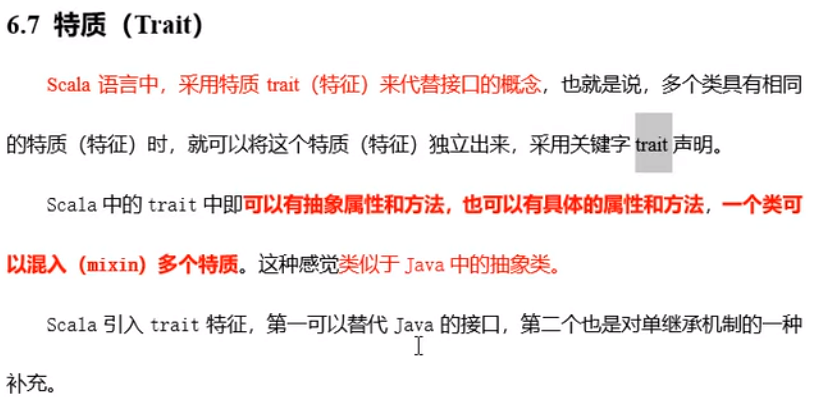 6.7 特质（Trait）
Scala 语言中，采用特质 trait（特征）来代替接口的概念，也就是说，多个类具有相同
的特质（特征）时，就可以将这个特质（特征）独立出来，采用关键字 trait 声明。
Scala 中的 trait 中即可以有抽象属性和方法，也可以有具体的属性和方法，一个类可
以混入（mixin）多个特质。这种感觉类似于 Java 中的抽象类。
Scala 引入 trait 特征，第一可以替代 Java 的接口，第二个也是对单继承机制的一种
补充。